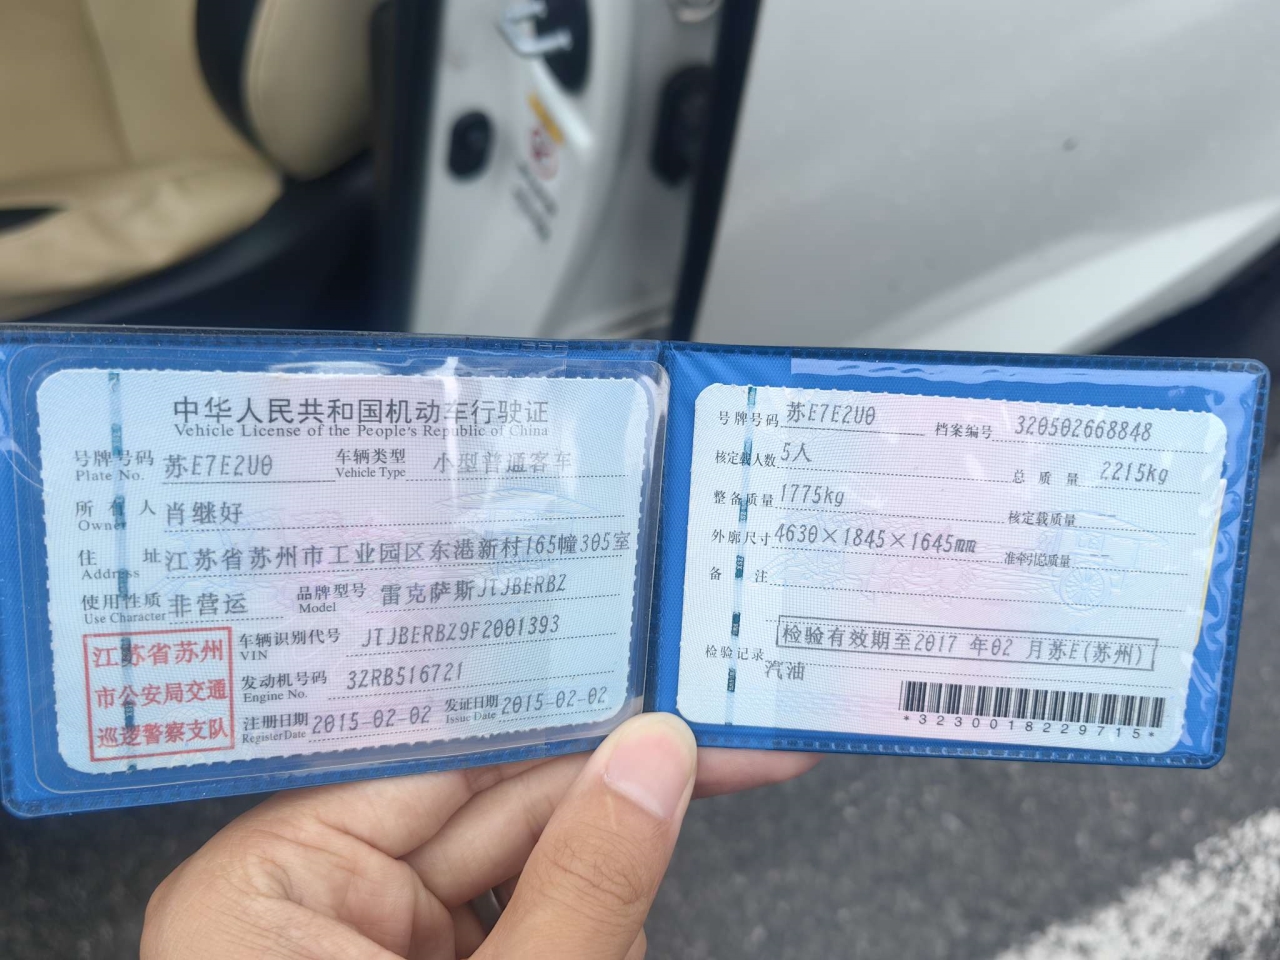 中华人民共和国机动车行驶证
Vehicle License of the People's Republic of China
号牌号码 苏E7E2U0 车辆类型 小型普通客车
Plate No. Vehicle Type
所有人 肖继好
Owner
住址 江苏省苏州市工业园区东港新村165幢305室
Address
使用性质 非营运 品牌型号 雷克萨斯JTJBERBZ
Use Character Model
江苏省苏州
市公安局交通
巡逻警察支队
车辆识别代号 JTJBERBZ9F2001393
VIN
发动机号码 3ZRB516721
Engine No.
注册日期 2015-02-02 发证日期 2015-02-02
Register Date Issue Date
号牌号码 苏E7E2U0 档案编号 320502668848
核定载人数 5人 总质量 2215kg
整备质量 1775kg 核定载质量 --
外廓尺寸 4630×1845×1645mm 准牵引总质量 --
备注
检验有效期至2017 年02 月苏E(苏州)
检验记录
汽油
*3230018229715*